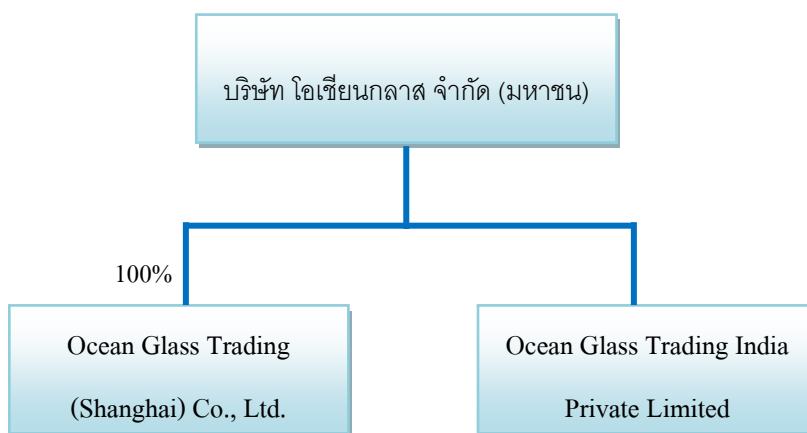 บริษัท โอเชียนกลาส จำกัด (มหาชน)
100%
Ocean Glass Trading
(Shanghai) Co., Ltd.
Ocean Glass Trading India
Private Limited